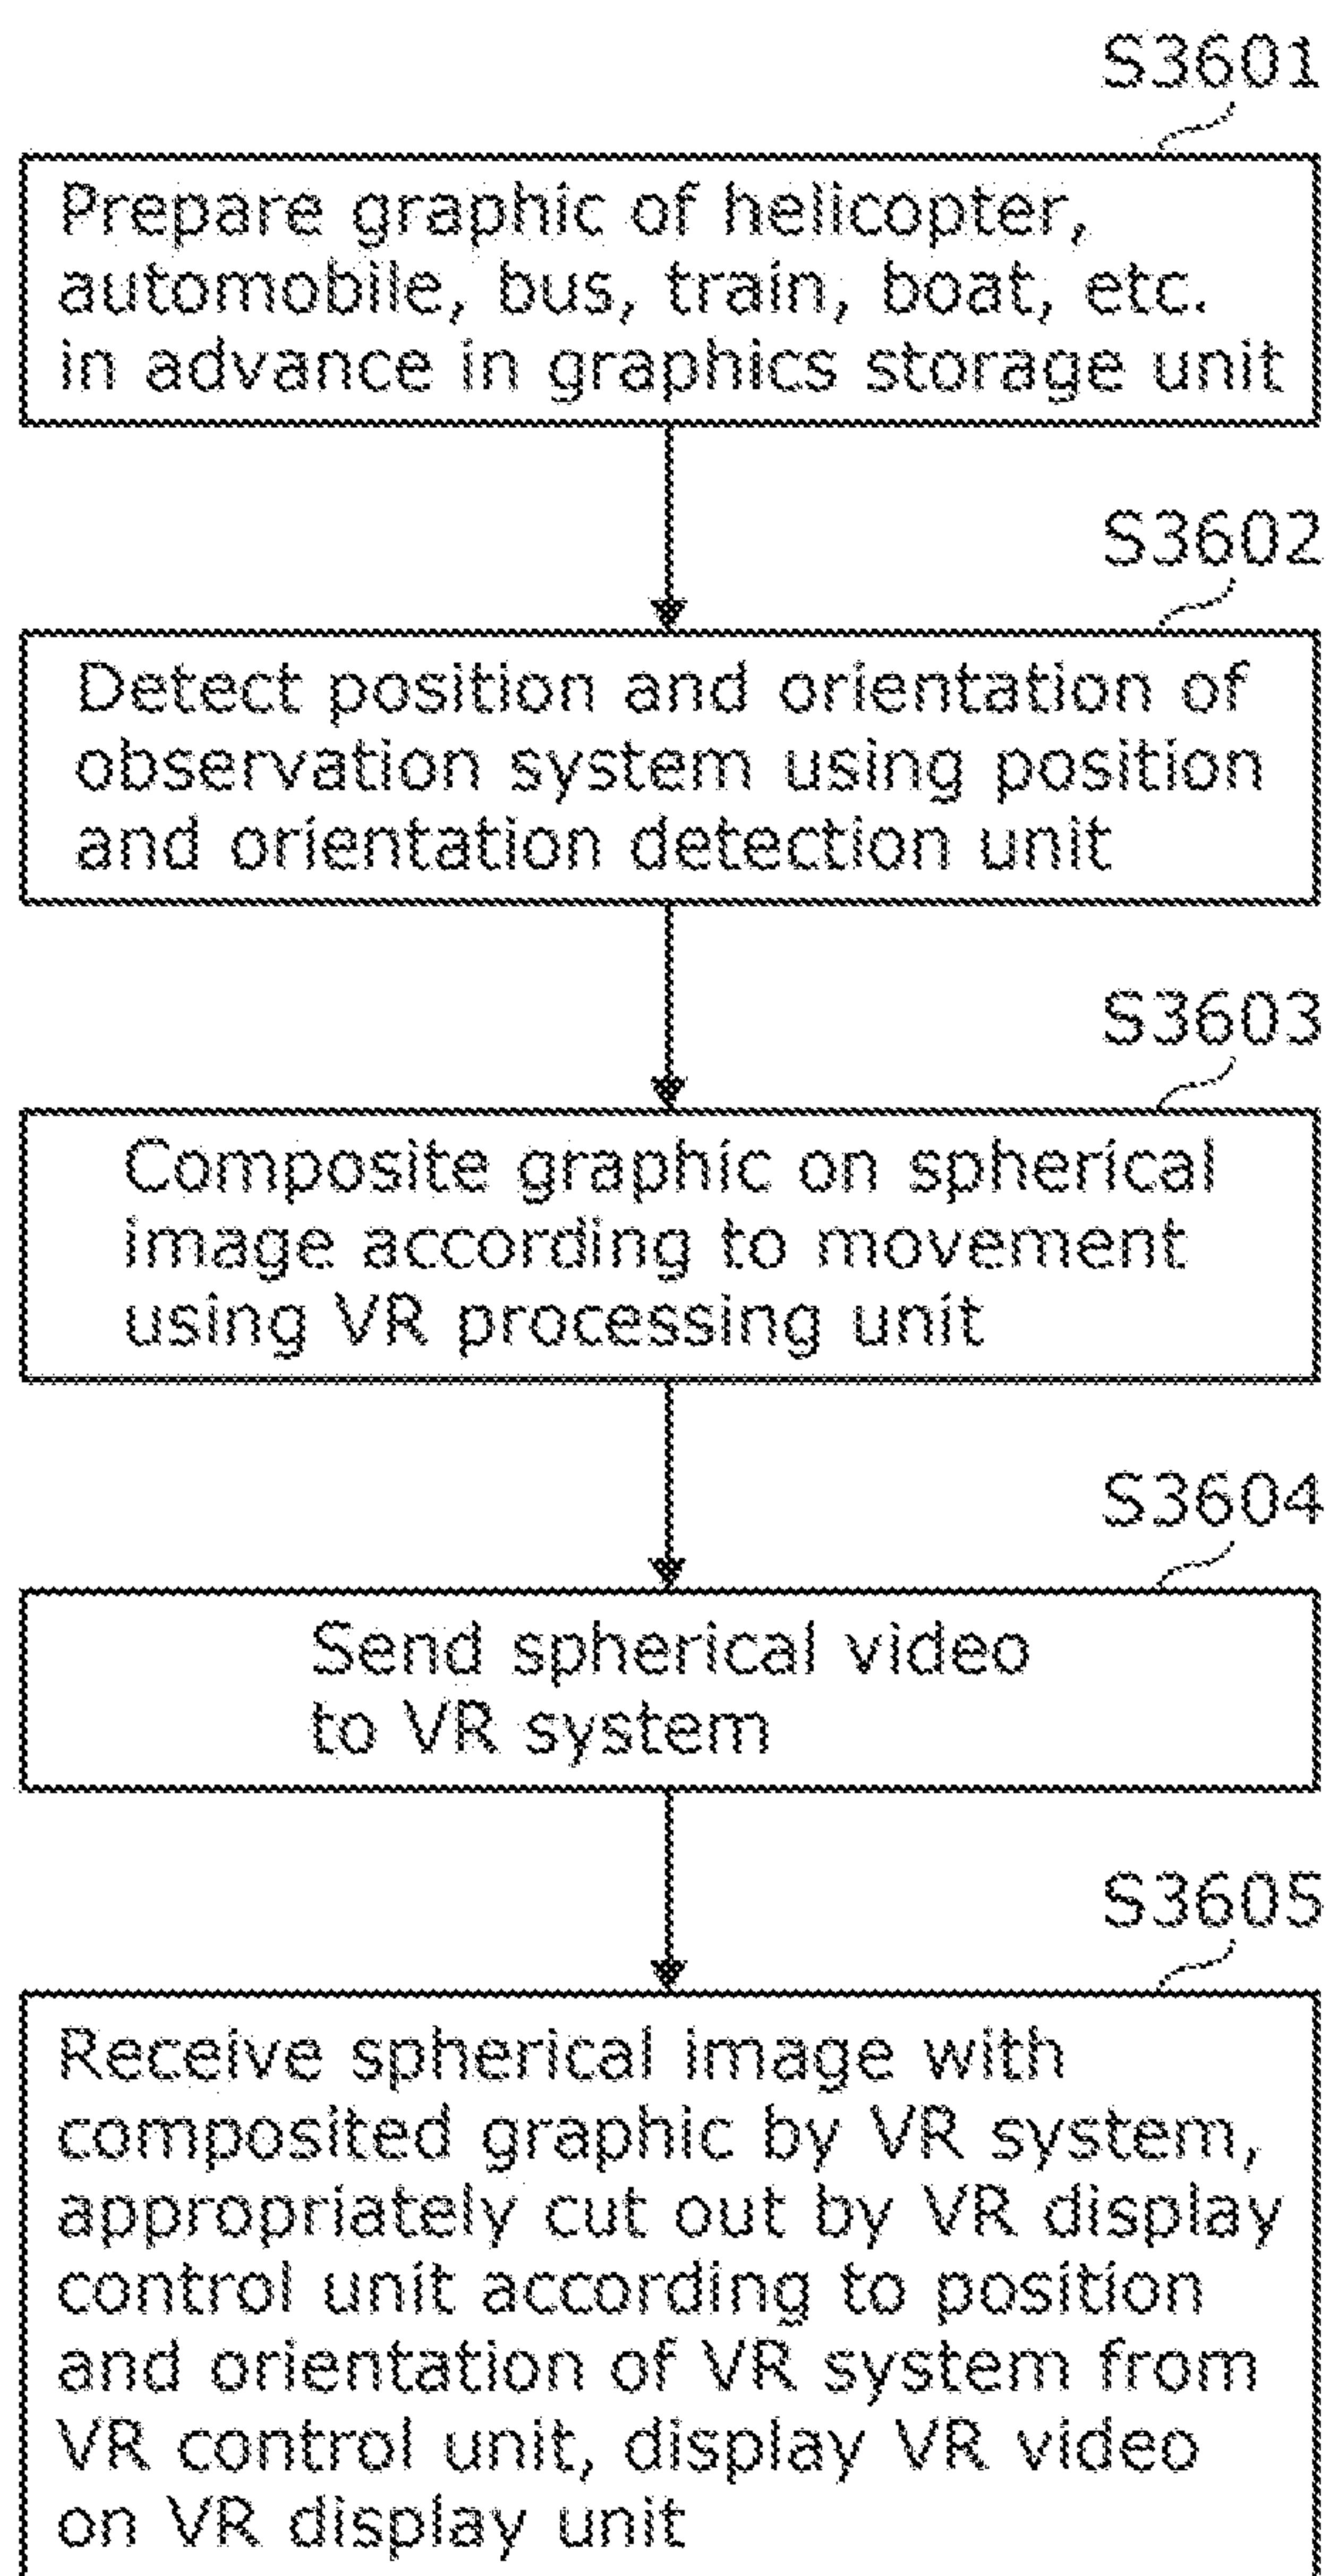 S3601
Prepare graphic of helicopter,
automobile, bus, train, boat, etc.
in advance in graphics storage unit
S3602
Detect position and orientation of
observation system using position
and orientation detection unit
S3603
Composite graphic on spherical
image according to movement
using VR processing unit
S3604
Send spherical video
to VR system
S3605
Receive spherical image with
composited graphic by VR system,
appropriately cut out by VR display
control unit according to position
and orientation of VR system from
VR control unit, display VR video
on VR display unit